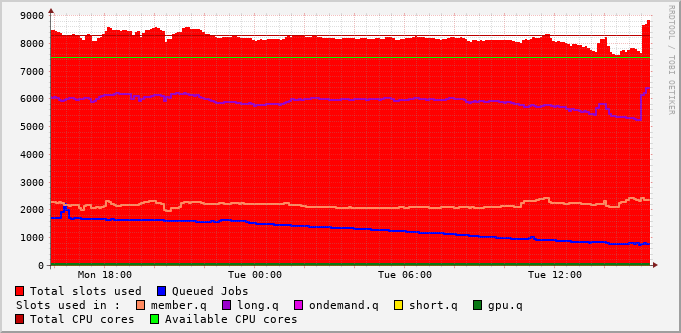 9000
8000
7000
6000
5000
4000
3000
2000
1000
0
Mon 18:00 Tue 00:00 Tue 06:00 Tue 12:00
RRDTOOL / TOBI OETIKER
Total slots used Queued Jobs
Slots used in : member.q long.q ondemand.q short.q gpu.q
Total CPU cores Available CPU cores